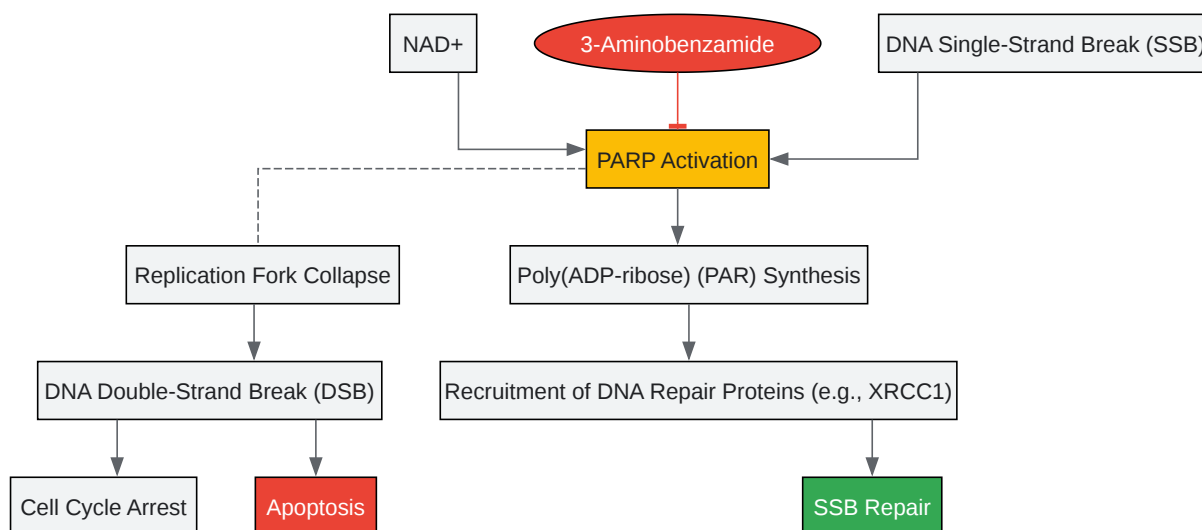 NAD+
3-Aminobenzamide
DNA Single-Strand Break (SSB)
PARP Activation
Replication Fork Collapse
Poly(ADP-ribose) (PAR) Synthesis
DNA Double-Strand Break (DSB)
Recruitment of DNA Repair Proteins (e.g., XRCC1)
Cell Cycle Arrest
Apoptosis
SSB Repair